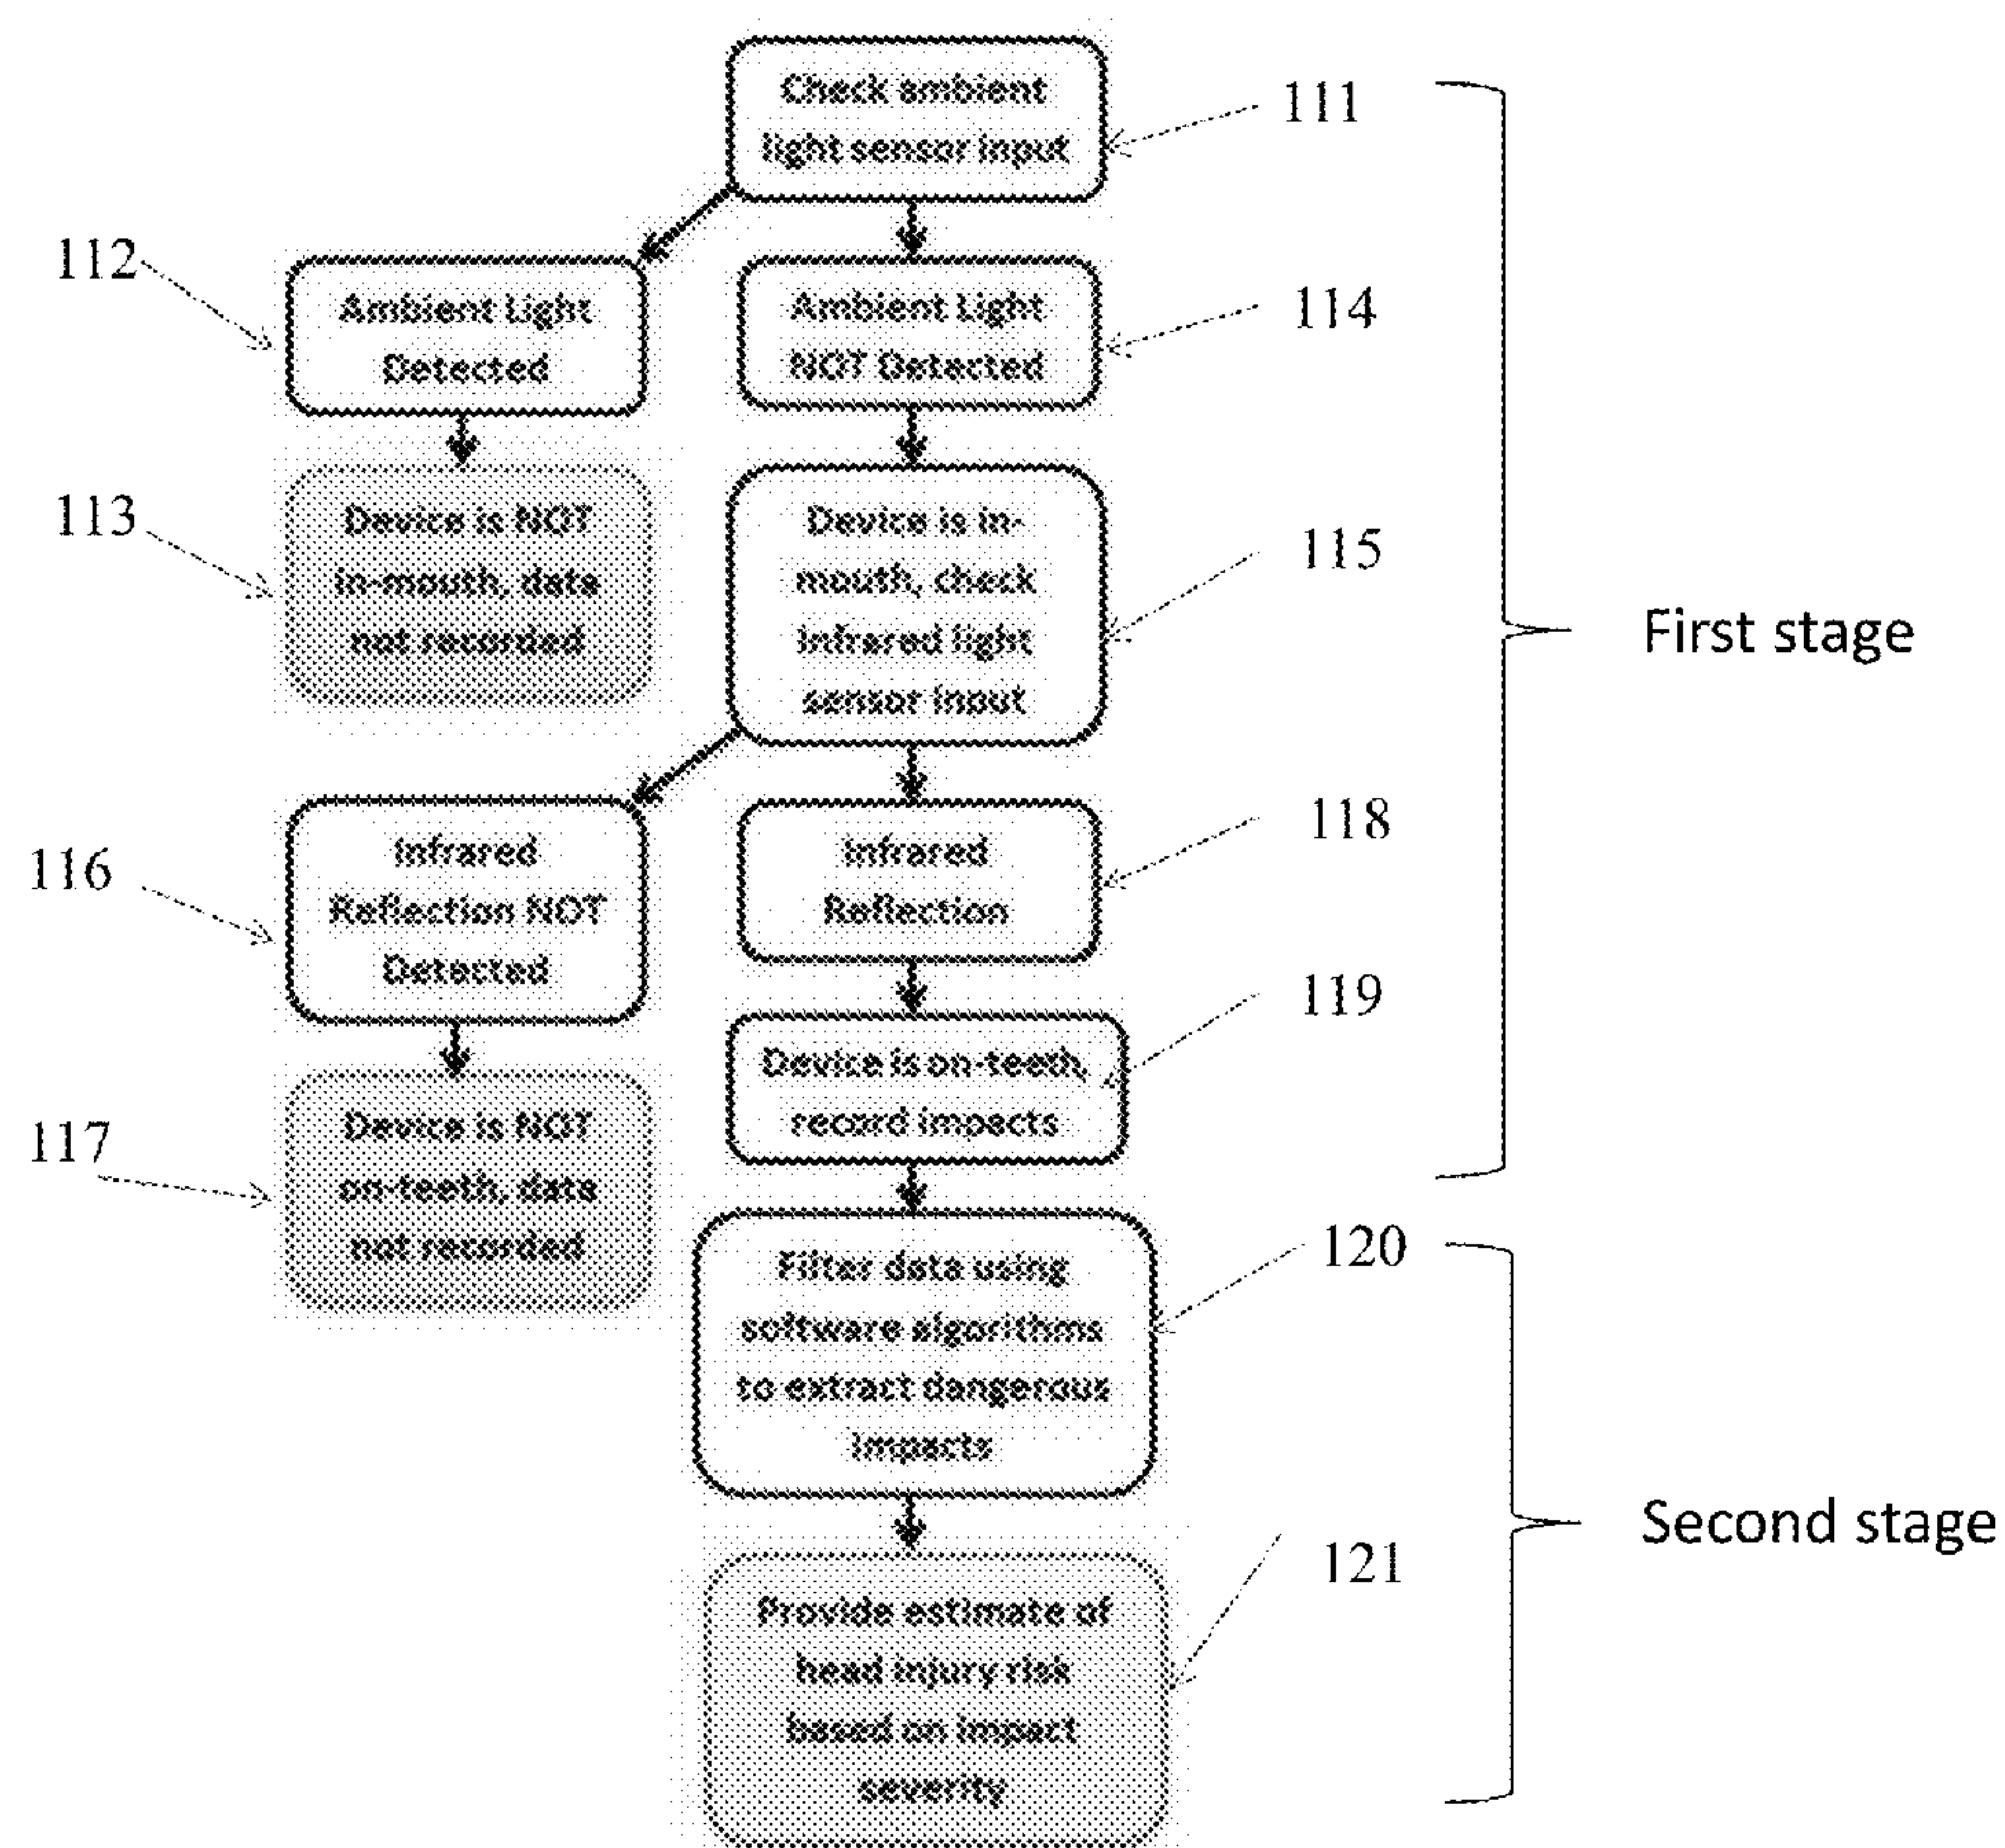 Check ambient
light sensor input
111
112
Ambient Light
Detected
Ambient Light
NOT Detected
114
113
Device is NOT
in-mouth, data
not recorded
Device is in-
mouth, check
infrared light
sensor input
115
First stage
116
Infrared
Reflection NOT
Detected
Infrared
Reflection
118
117
Device is NOT
on-teeth, data
not recorded
Device is on-teeth,
record impacts
119
Filter data using
software algorithms
to extract dangerous
impacts
120
Second stage
Provide estimate of
head injury risk
based on impact
severity
121